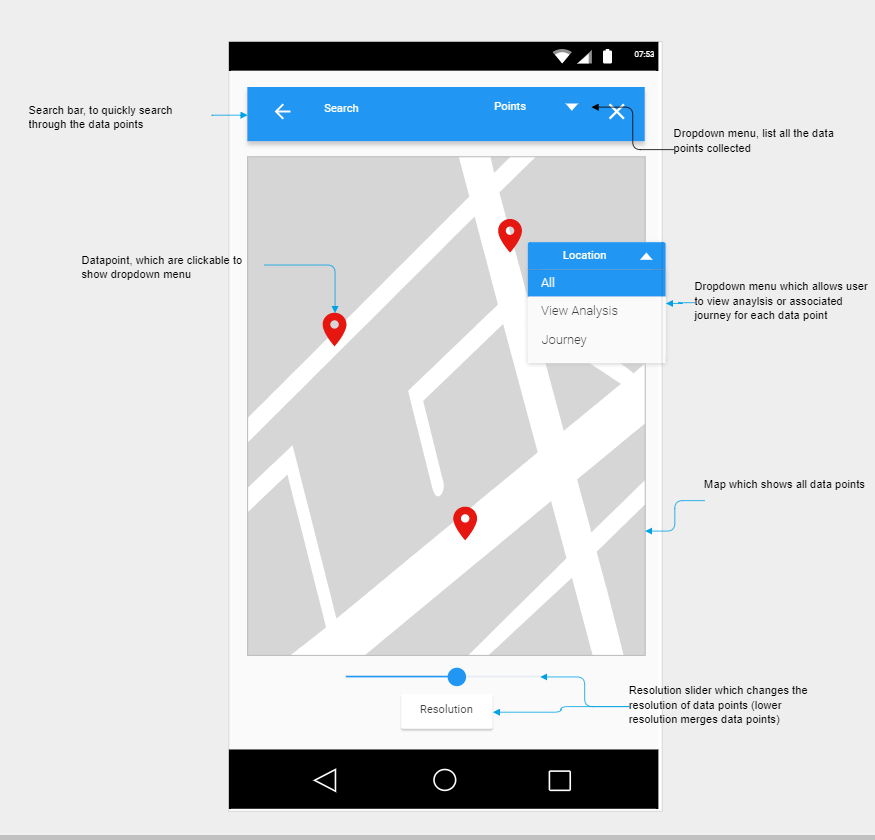 07:53
Search
Points
Search bar, to quickly search
through the data points
Dropdown menu, list all the data
points collected
Datapoint, which are clickable to
show dropdown menu
Location
All
View Analysis
Journey
Dropdown menu which allows user
to view anaylsis or associated
journey for each data point
Map which shows all data points
Resolution slider which changes the
resolution of data points (lower
resolution merges data points)
Resolution